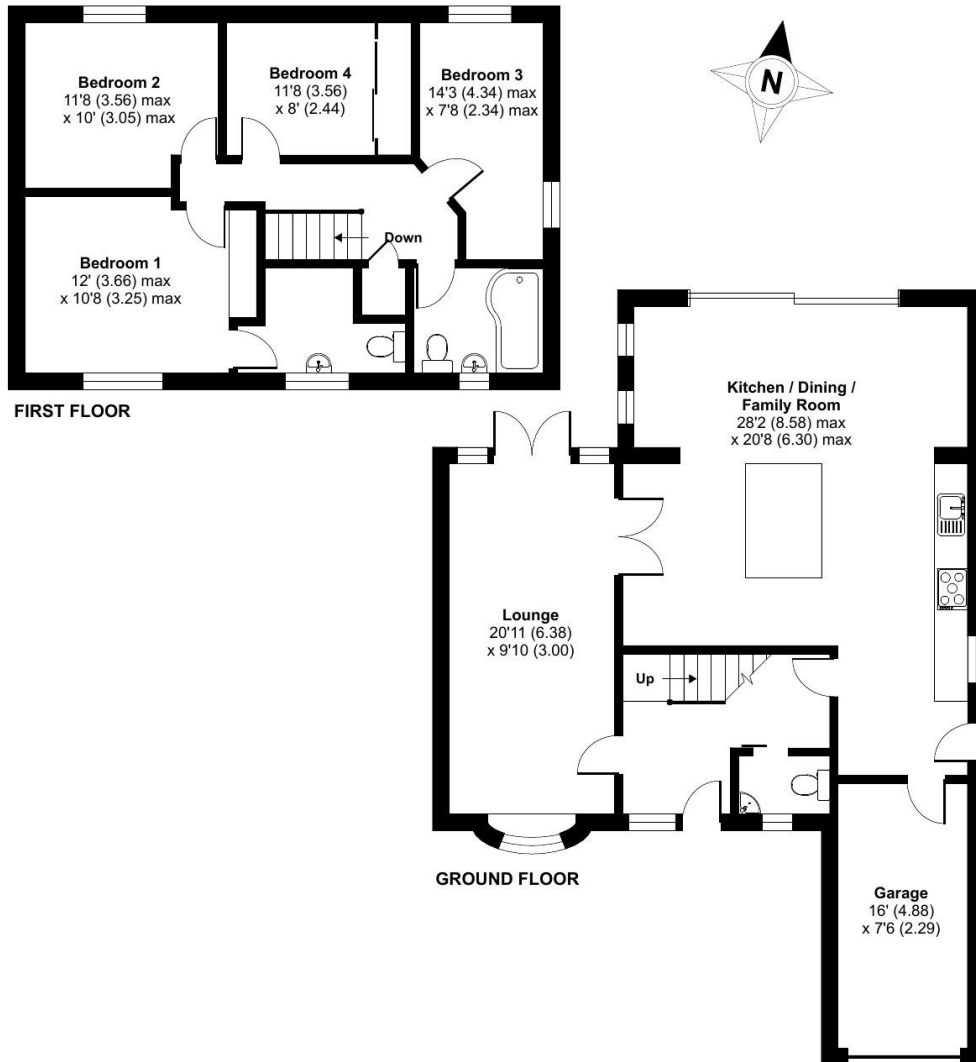 Bedroom 2
11'8 (3.56) max
x 10' (3.05) max
Bedroom 4
11'8 (3.56)
x 8' (2.44)
Bedroom 3
14'3 (4.34) max
x 7'8 (2.34) max
N
Down
Bedroom 1
12' (3.66) max
x 10'8 (3.25) max
FIRST FLOOR
Kitchen / Dining /
Family Room
28'2 (8.58) max
x 20'8 (6.30) max
Lounge
20'11 (6.38)
x 9'10 (3.00)
Up
GROUND FLOOR
Garage
16' (4.88)
x 7'6 (2.29)